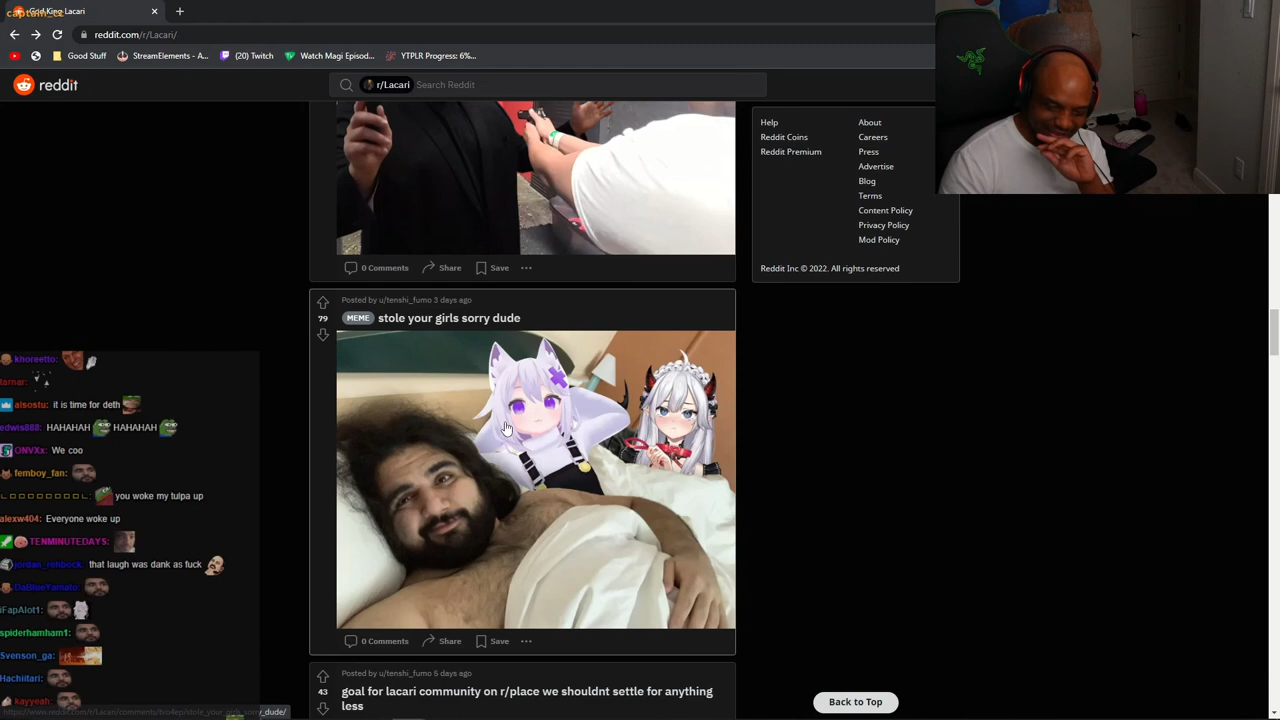 God King Lacari
captain_cc
reddit.com/r/Lacari/
Good Stuff
StreamElements - A...
(20) Twitch
Watch Magi Episod...
YTPLR Progress: 6%...
reddit
r/Lacari Search Reddit
Help
About
Reddit Coins
Careers
Reddit Premium
Press
Advertise
Blog
Terms
Content Policy
Privacy Policy
Mod Policy
Reddit Inc © 2022. All rights reserved
0 Comments Share Save
Posted by u/tenshi_fumo 3 days ago
79
MEME stole your girls sorry dude
0 Comments Share Save
Posted by u/tenshi_fumo 5 days ago
43
goal for lacari community on r/place we shouldnt settle for anything
less
Back to Top
khoreetto:
tarnar:
alsostu: it is time for deth
edwis888: HAHAHAH HAHAHAH
ONVXx: We coo
femboy_fan:
you woke my tulpa up
alexw404: Everyone woke up
TENMINUTEDAYS:
jordan_rehbock: that laugh was dank as fuck
DaBlueYamato:
iFapAlot1:
spiderhamham1:
Svenson_ga:
Hachiitari:
kayyeah: